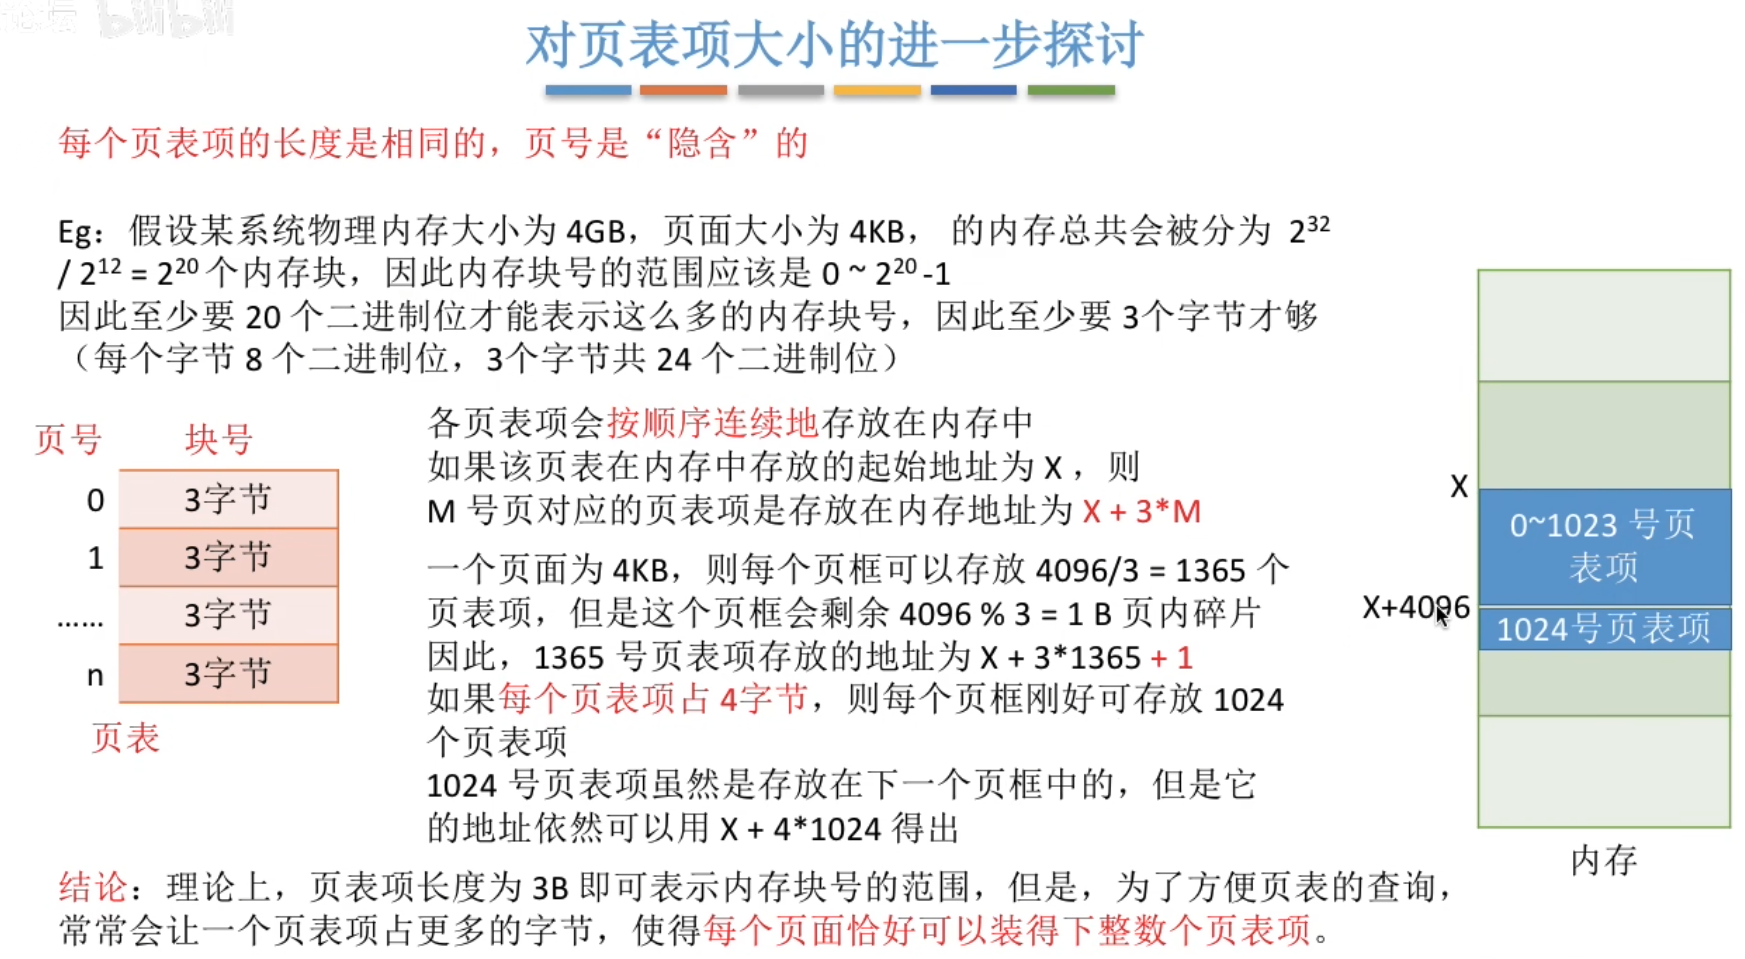 论坛 bilibili
对页表项大小的进一步探讨
每个页表项的长度是相同的，页号是“隐含”的
Eg：假设某系统物理内存大小为 4GB，页面大小为 4KB， 的内存总共会被分为 2³²
/ 2¹² = 2²⁰ 个内存块，因此内存块号的范围应该是 0 ~ 2²⁰ -1
因此至少要 20 个二进制位才能表示这么多的内存块号，因此至少要 3个字节才够
（每个字节 8 个二进制位，3个字节共 24 个二进制位）
页号 块号
0 3字节
1 3字节
...... 3字节
n 3字节
页表
各页表项会按顺序连续地存放在内存中
如果该页表在内存中存放的起始地址为 X ，则
M 号页对应的页表项是存放在内存地址为 X + 3*M
一个页面为 4KB，则每个页框可以存放 4096/3 = 1365 个
页表项，但是这个页框会剩余 4096 % 3 = 1 B 页内碎片
因此，1365 号页表项存放的地址为 X + 3*1365 + 1
如果每个页表项占 4字节，则每个页框刚好可存放 1024
个页表项
1024 号页表项虽然是存放在下一个页框中的，但是它
的地址依然可以用 X + 4*1024 得出
X
0~1023 号页
表项
X+4096
1024号页表项
内存
结论：理论上，页表项长度为 3B 即可表示内存块号的范围，但是，为了方便页表的查询，
常常会让一个页表项占更多的字节，使得每个页面恰好可以装得下整数个页表项。